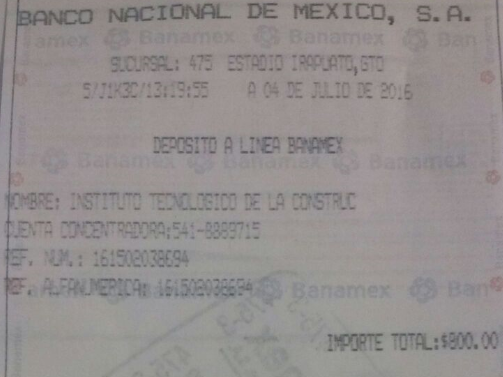 BANCO NACIONAL DE MEXICO, S.A.
SUCURSAL: 475 ESTADIO IRAPUATO,GTO
5/J1K3C/13:19:55 A 04 DE JULIO DE 2016
DEPOSITO A LINEA BANAMEX
NOMBRE: INSTITUTO TECNOLOGICO DE LA CONSTRUC
CUENTA CONCENTRADORA:541-8889715
REF. NUM.: 161502038694
REF. ALFANUMERICA: 161502038694
IMPORTE TOTAL:$800.00